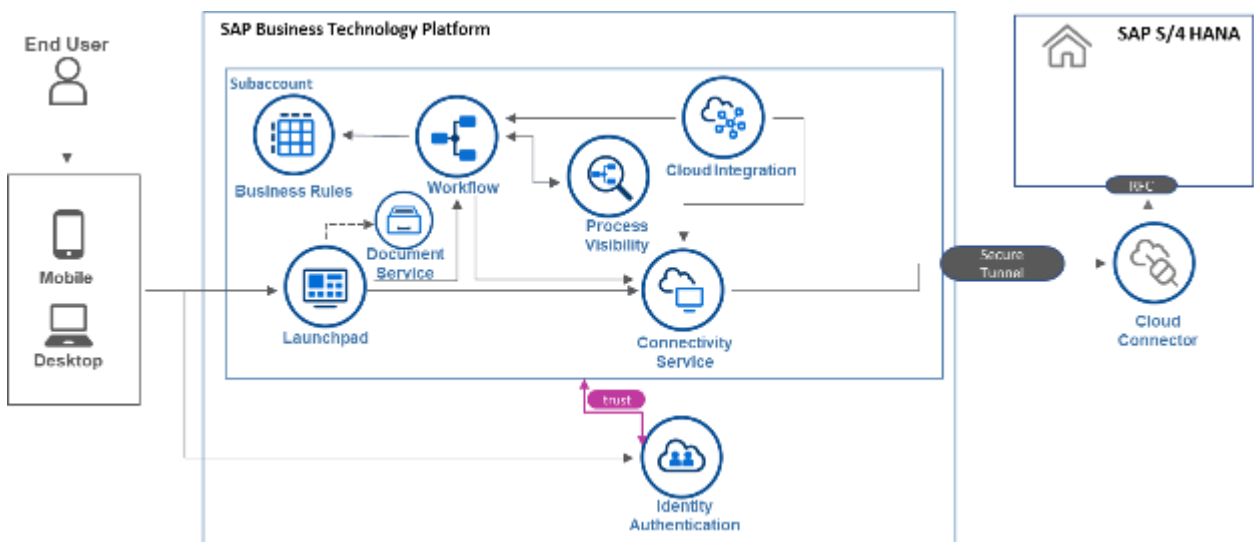 SAP Business Technology Platform
SAP S/4 HANA
End User
Subaccount
Business Rules
Workflow
Cloud Integration
Process
Visibility
RFC
Document
Service
Secure
Tunnel
Mobile
Desktop
Launchpad
Connectivity
Service
Cloud
Connector
trust
Identity
Authentication